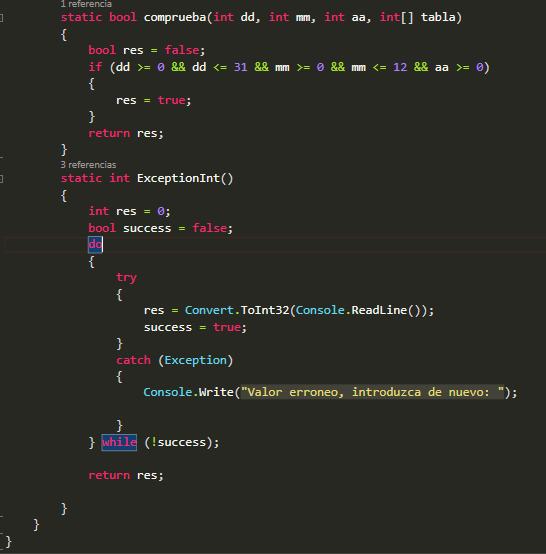 1 referencia
static bool comprueba(int dd, int mm, int aa, int[] tabla)
{
bool res = false;
if (dd >= 0 && dd <= 31 && mm >= 0 && mm <= 12 && aa >= 0)
{
res = true;
}
return res;
}
3 referencias
static int ExceptionInt()
{
int res = 0;
bool success = false;
do
{
try
{
res = Convert.ToInt32(Console.ReadLine());
success = true;
}
catch (Exception)
{
Console.Write("Valor erroneo, introduzca de nuevo: ");
}
} while (!success);
return res;
}
}
}